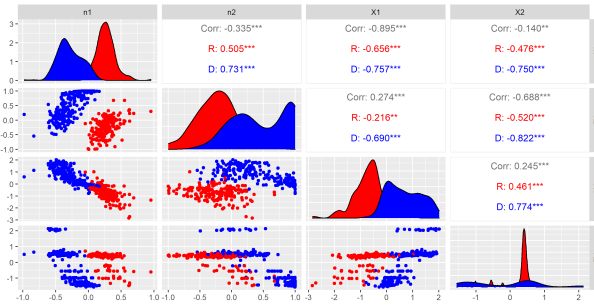 n1 n2 X1 X2
3 Corr: -0.335*** Corr: -0.895*** Corr: -0.140**
2 R: 0.505*** R: -0.656*** R: -0.476***
1 D: 0.731*** D: -0.757*** D: -0.750***
0
1.0 Corr: 0.274*** Corr: -0.688***
0.5 R: -0.216** R: -0.520***
0.0
-0.5 D: -0.690*** D: -0.822***
-1.0
2 Corr: 0.245***
1
0 R: 0.461***
-1 D: 0.774***
-2
-3
2
1
0
-1
-1.0 -0.5 0.0 0.5 1.0 -1.0 -0.5 0.0 0.5 1.0 -3 -2 -1 0 1 2 -1 0 1 2